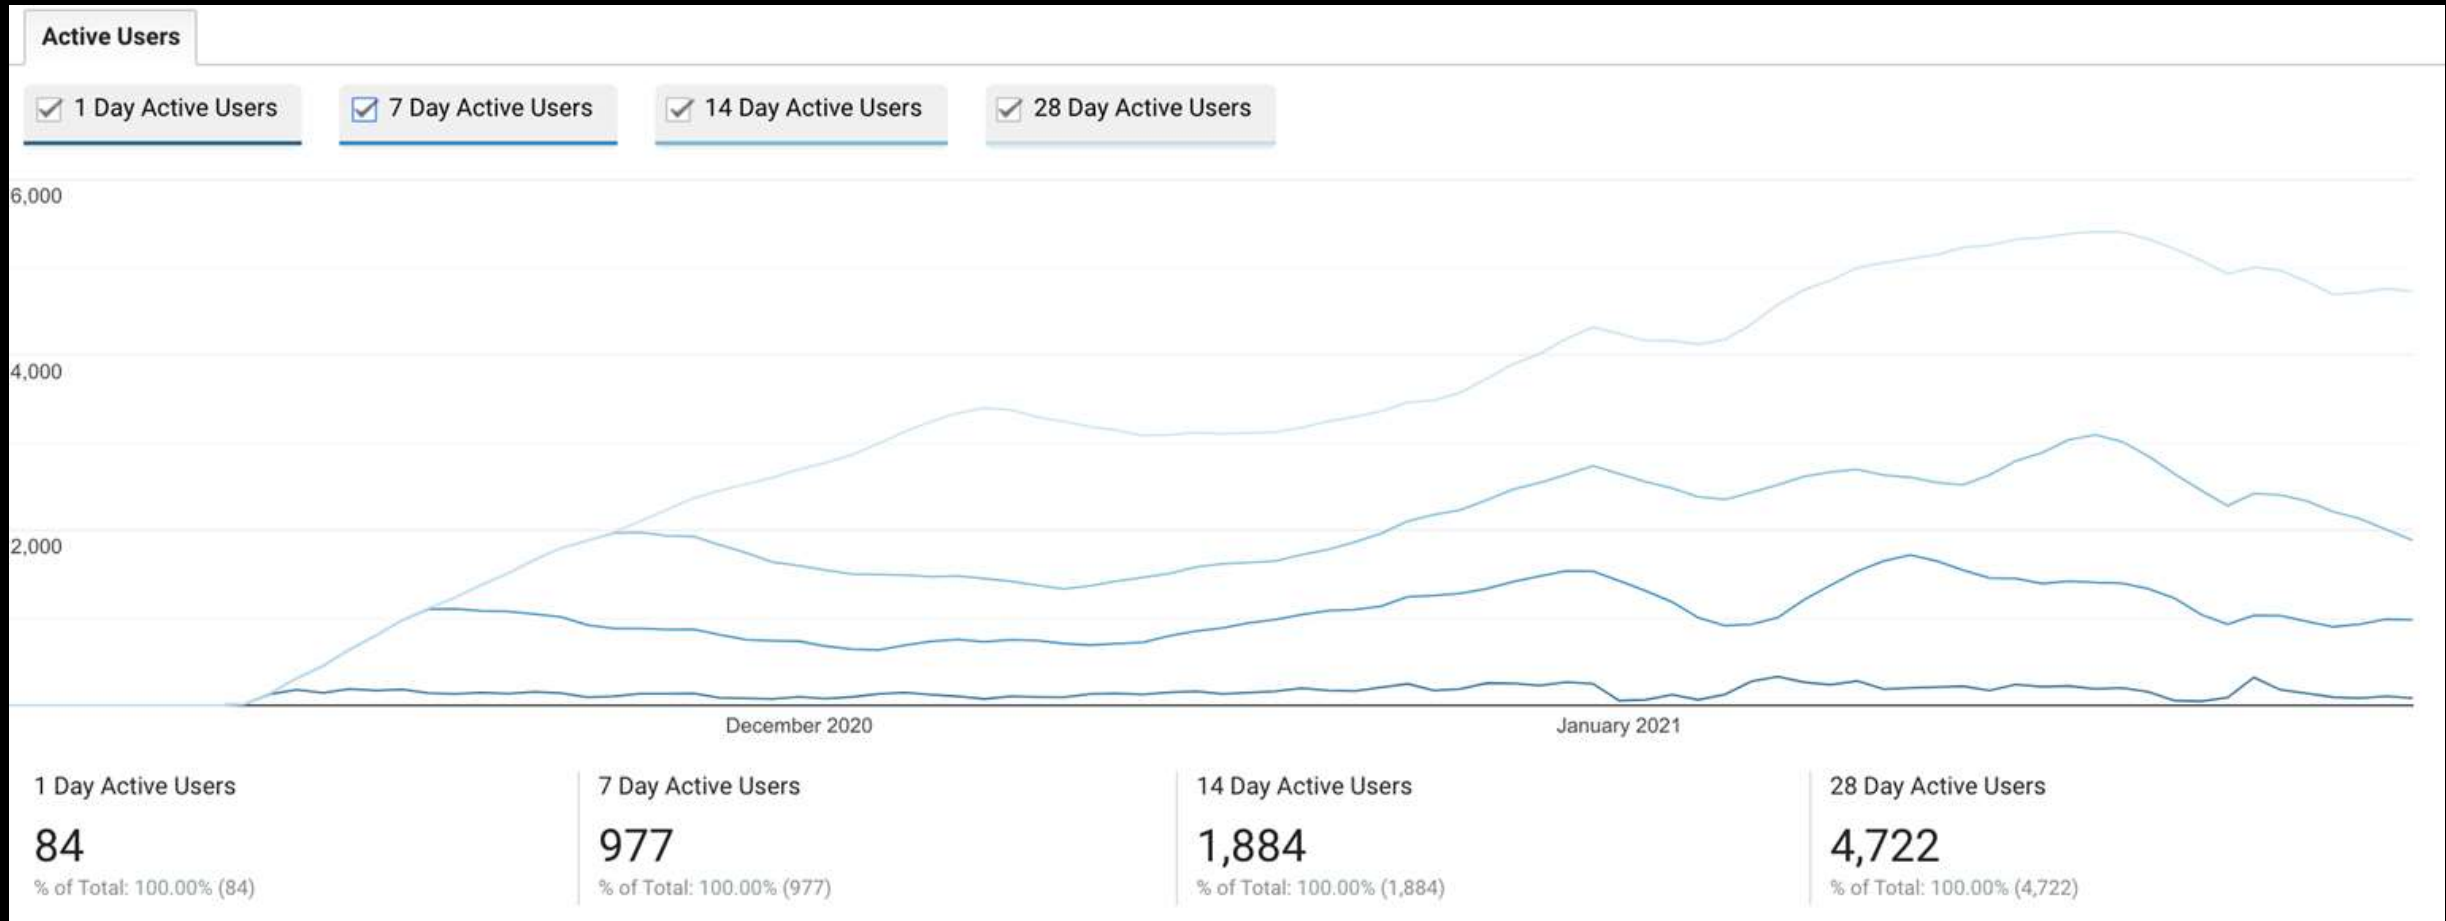 Active Users
1 Day Active Users 7 Day Active Users 14 Day Active Users 28 Day Active Users
6,000
4,000
2,000
December 2020 January 2021
1 Day Active Users 7 Day Active Users 14 Day Active Users 28 Day Active Users
84 977 1,884 4,722
% of Total: 100.00% (84) % of Total: 100.00% (977) % of Total: 100.00% (1,884) % of Total: 100.00% (4,722)